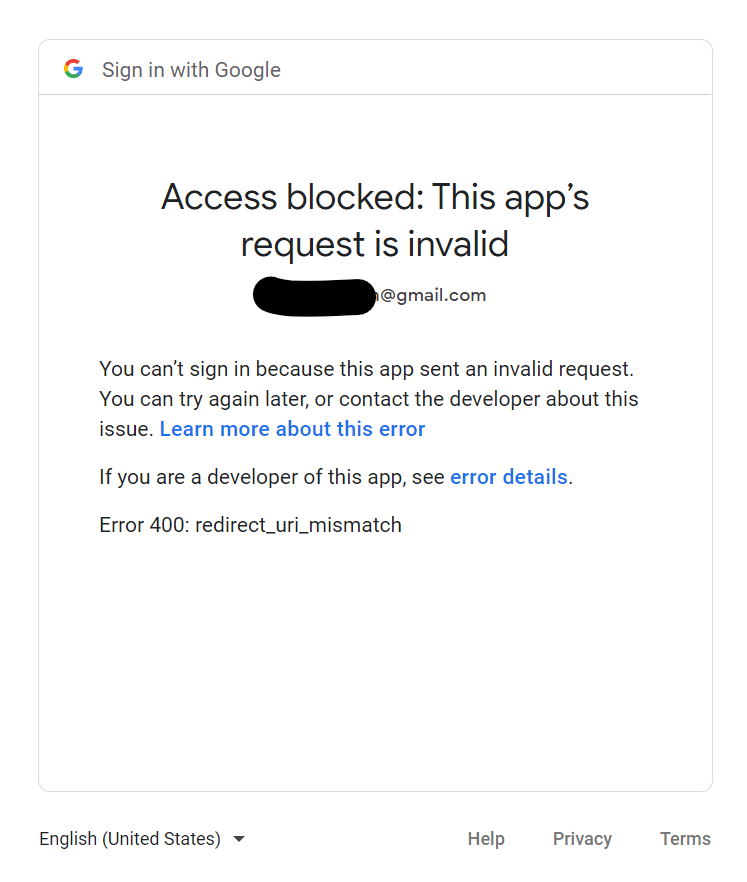 Sign in with Google
Access blocked: This app’s
request is invalid
@gmail.com
You can’t sign in because this app sent an invalid request.
You can try again later, or contact the developer about this
issue. Learn more about this error
If you are a developer of this app, see error details.
Error 400: redirect_uri_mismatch
English (United States)
Help Privacy Terms